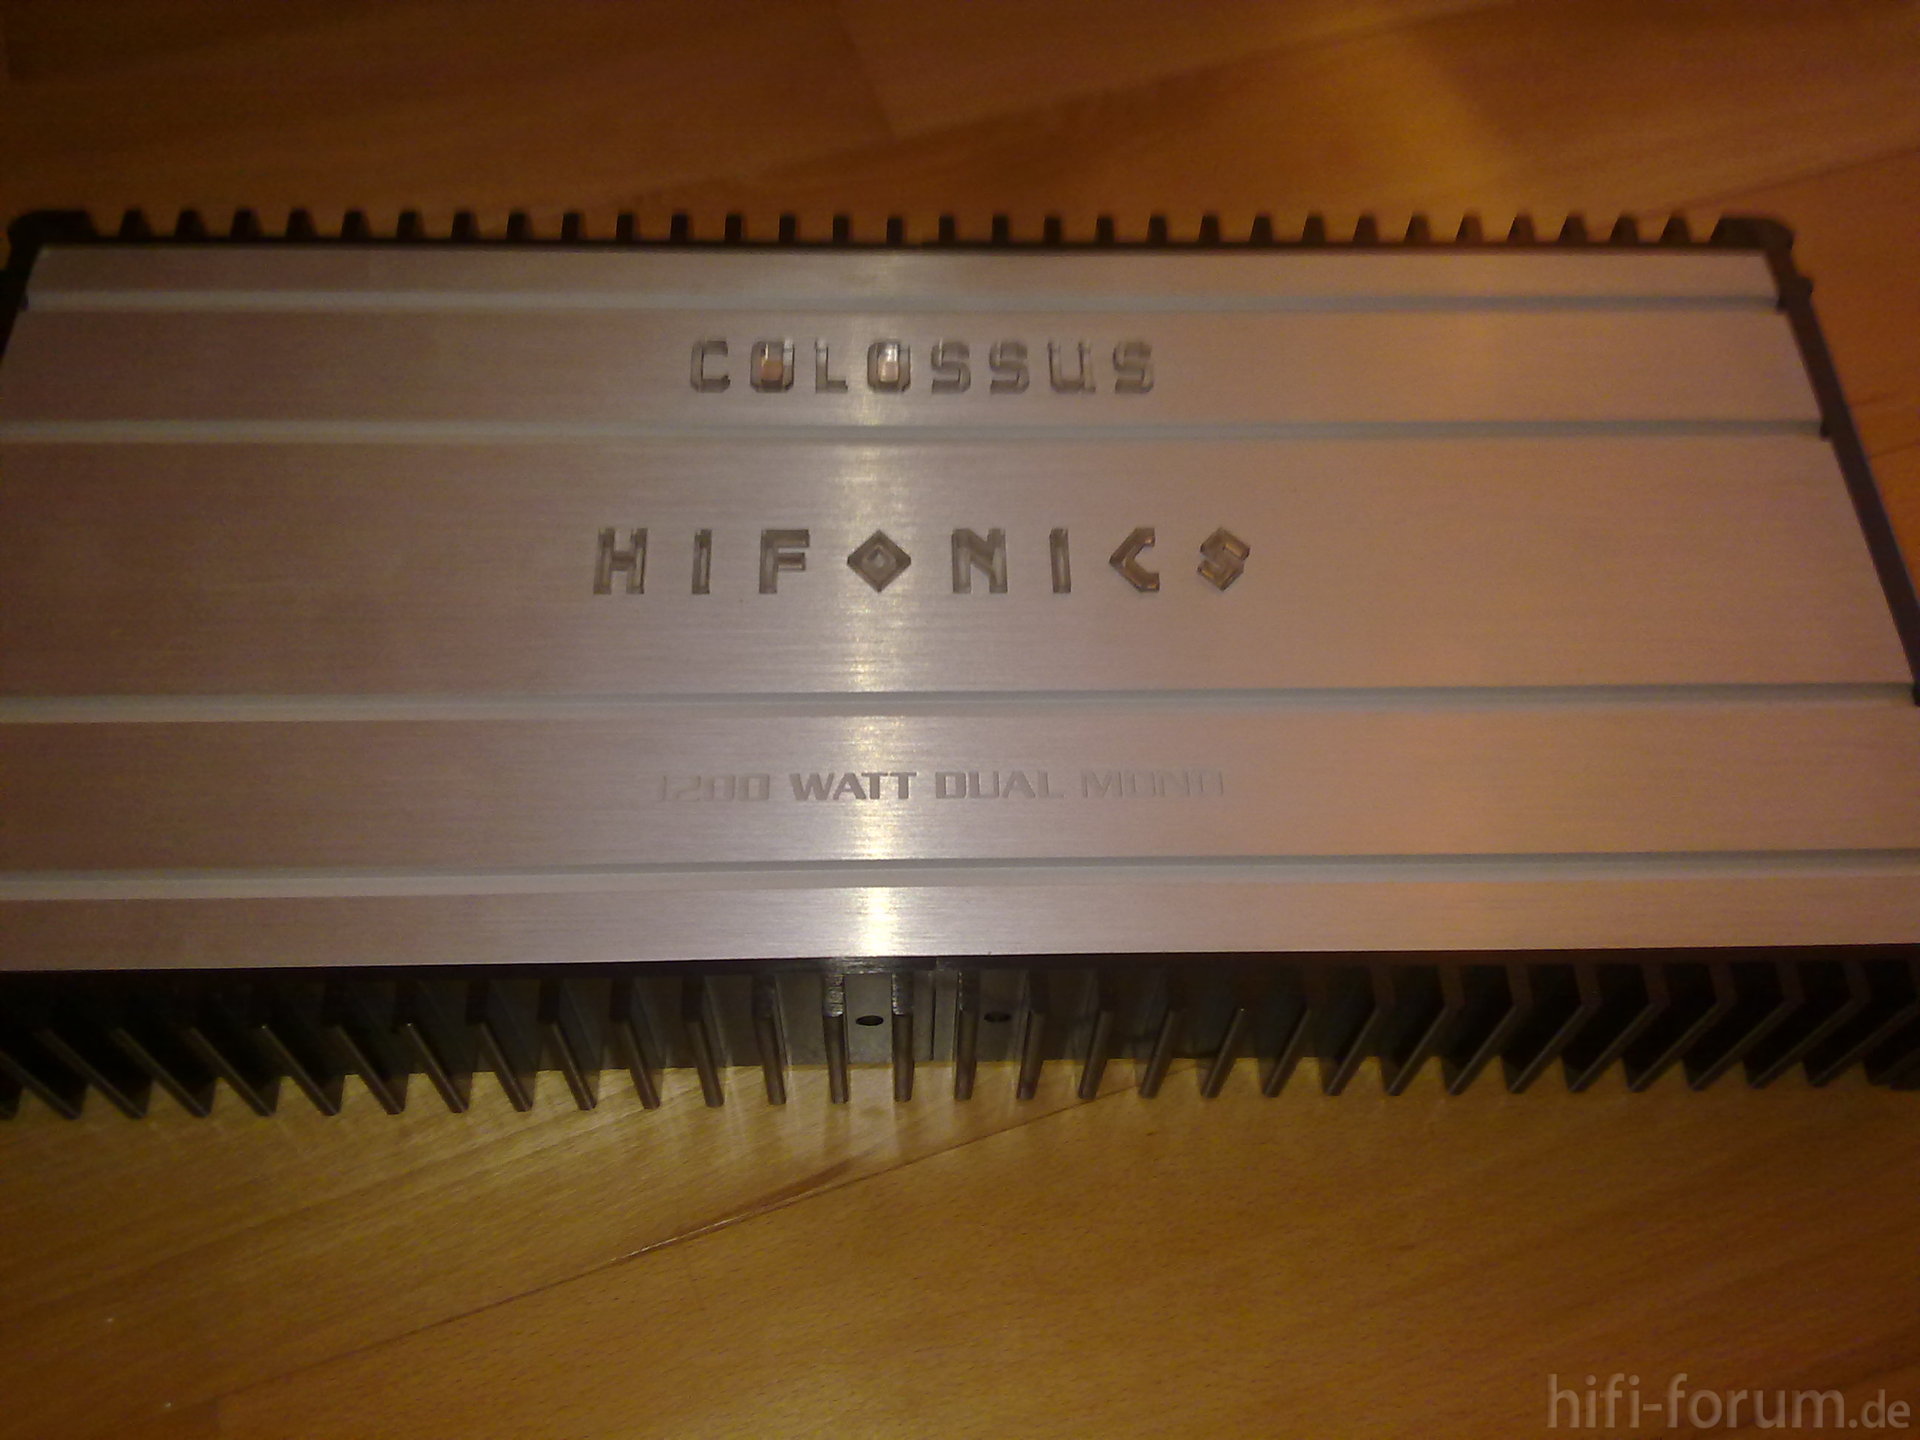 COLOSSUS
HIFONICS
1200 WATT DUAL MONO
hifi-forum.de